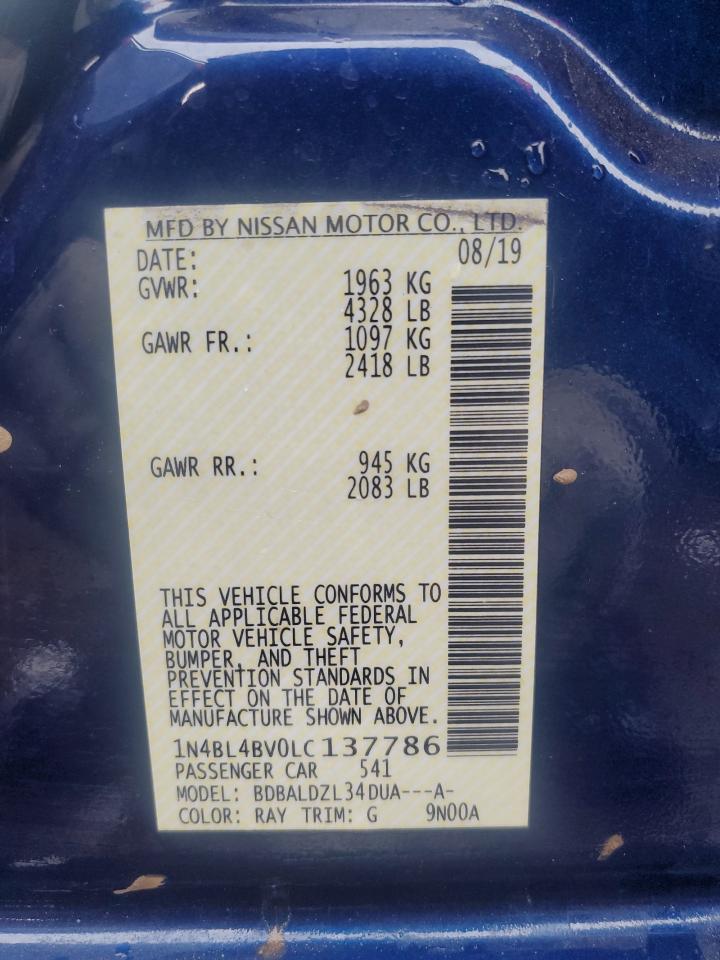 MFD BY NISSAN MOTOR CO., LTD.
DATE: 08/19
GVWR: 1963 KG
4328 LB
GAWR FR.: 1097 KG
2418 LB
GAWR RR.: 945 KG
2083 LB
THIS VEHICLE CONFORMS TO
ALL APPLICABLE FEDERAL
MOTOR VEHICLE SAFETY,
BUMPER, AND THEFT
PREVENTION STANDARDS IN
EFFECT ON THE DATE OF
MANUFACTURE SHOWN ABOVE.
1N4BL4BV0LC137786
PASSENGER CAR 541
MODEL: BDBALDZL34DUA---A-
COLOR: RAY TRIM: G 9N00A